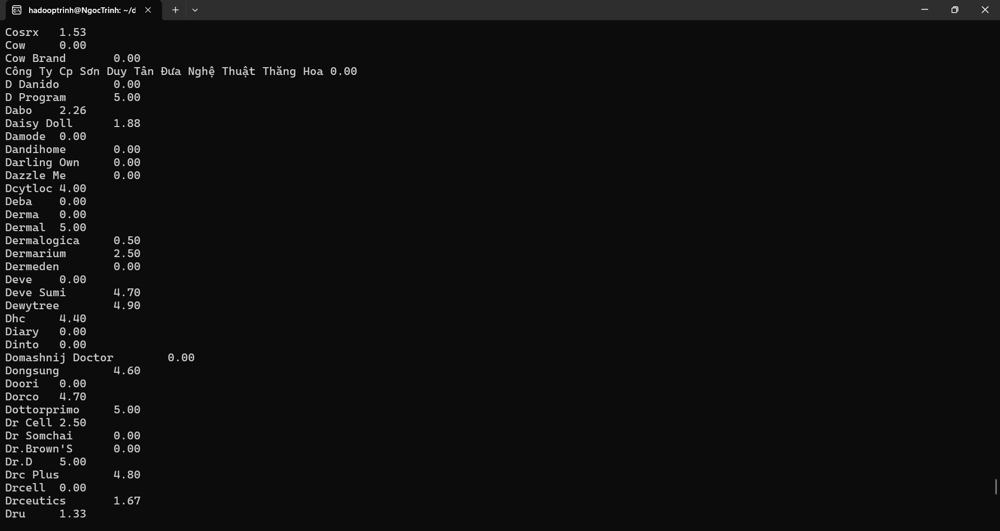 hadooptrinh@NgocTrinh: ~/d
Cosrx 1.53
Cow 0.00
Cow Brand 0.00
Công Ty Cp Sơn Duy Tân Đưa Nghệ Thuật Thăng Hoa 0.00
D Danido 0.00
D Program 5.00
Dabo 2.26
Daisy Doll 1.88
Damode 0.00
Dandihome 0.00
Darling Own 0.00
Dazzle Me 0.00
Dcytloc 4.00
Deba 0.00
Derma 0.00
Dermal 5.00
Dermalogica 0.50
Dermarium 2.50
Dermeden 0.00
Deve 0.00
Deve Sumi 4.70
Dewytree 4.90
Dhc 4.40
Diary 0.00
Dinto 0.00
Domashnij Doctor 0.00
Dongsung 4.60
Doori 0.00
Dorco 4.70
Dottorprimo 5.00
Dr Cell 2.50
Dr Somchai 0.00
Dr.Brown'S 0.00
Dr.D 5.00
Drc Plus 4.80
Drcell 0.00
Drceutics 1.67
Dru 1.33